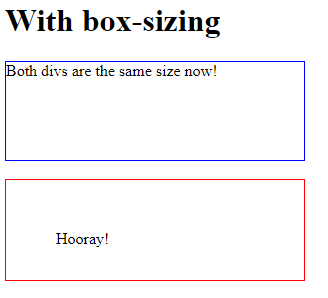 With box-sizing
Both divs are the same size now!
Hooray!